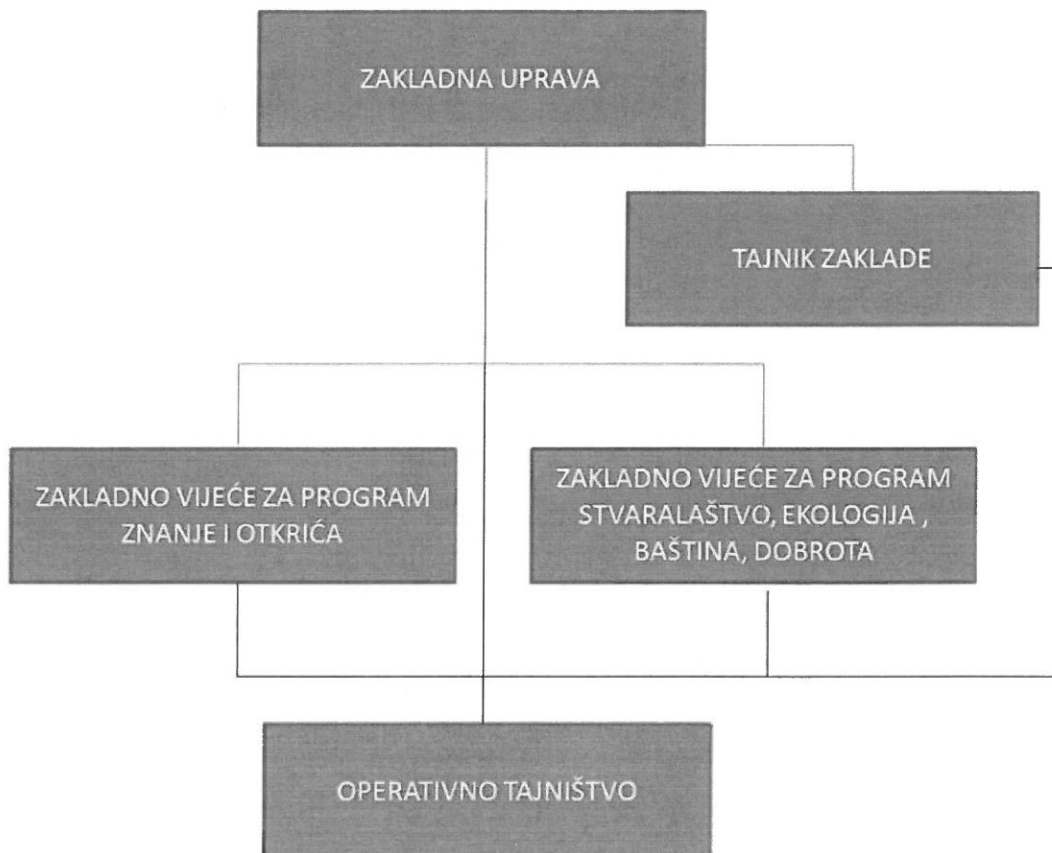 ZAKLADNA UPRAVA
TAJNIK ZAKLADE
ZAKLADNO VIJEĆE ZA PROGRAM
ZNANJE I OTKRIĆA
ZAKLADNO VIJEĆE ZA PROGRAM
STVARALAŠTVO, EKOLOGIJA ,
BAŠTINA, DOBROTA
OPERATIVNO TAJNIŠTVO